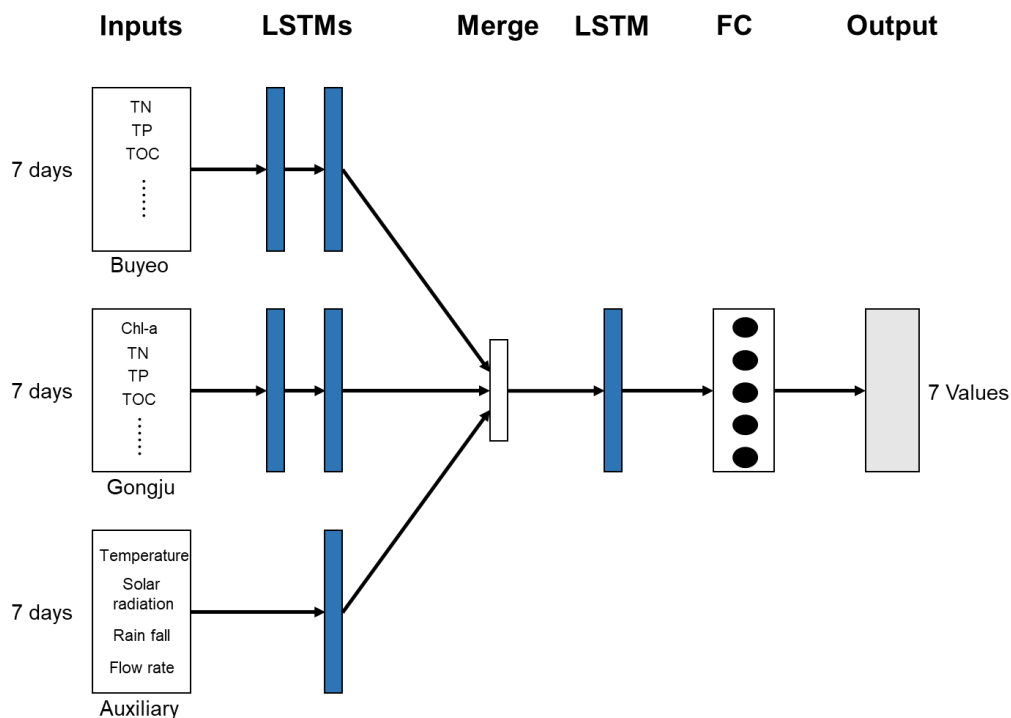 Inputs LSTMs Merge LSTM FC Output
TN
TP
TOC
7 days
Buyeo
Chl-a
TN
TP
TOC
7 days
7 Values
Gongju
Temperature
Solar
radiation
7 days
Rain fall
Flow rate
Auxiliary